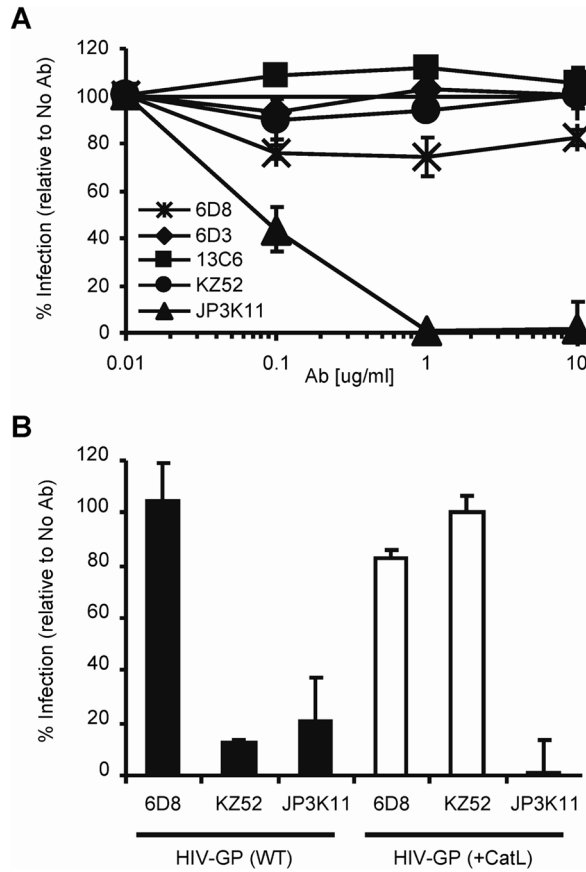 A
% Infection (relative to No Ab)
120
100
80
60
40
20
0
6D8
6D3
13C6
KZ52
JP3K11
0.01 0.1 1 10
Ab [ug/ml]
B
% Infection (relative to No Ab)
120
100
80
60
40
20
0
6D8 KZ52 JP3K11 6D8 KZ52 JP3K11
HIV-GP (WT) HIV-GP (+CatL)